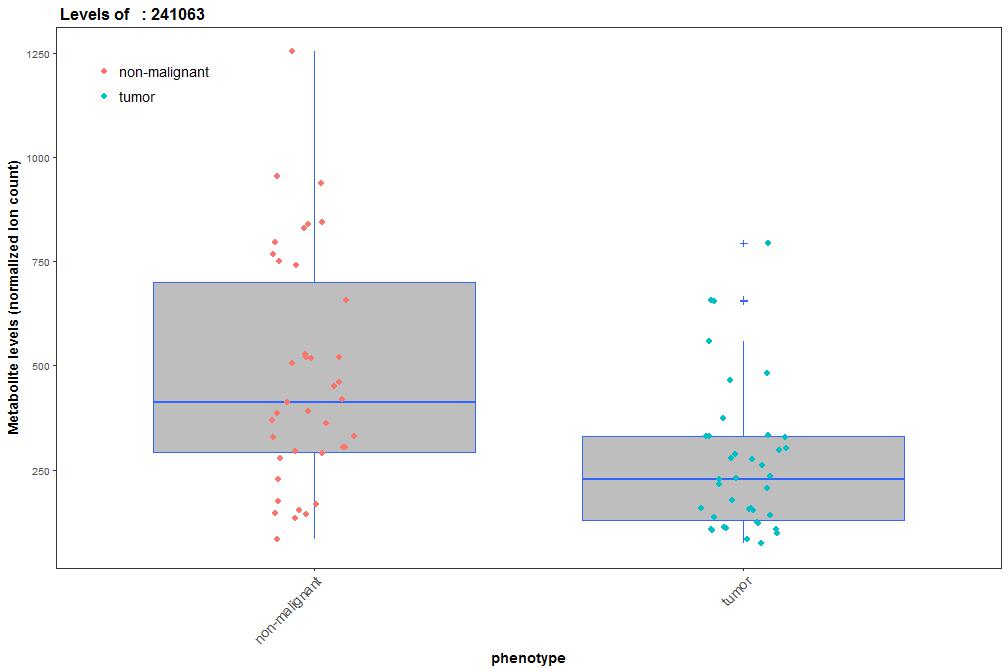 Levels of   : 241063
non-malignant
tumor
Metabolite levels (normalized Ion count)
1250
1000
750
500
250
non-malignant
tumor
phenotype